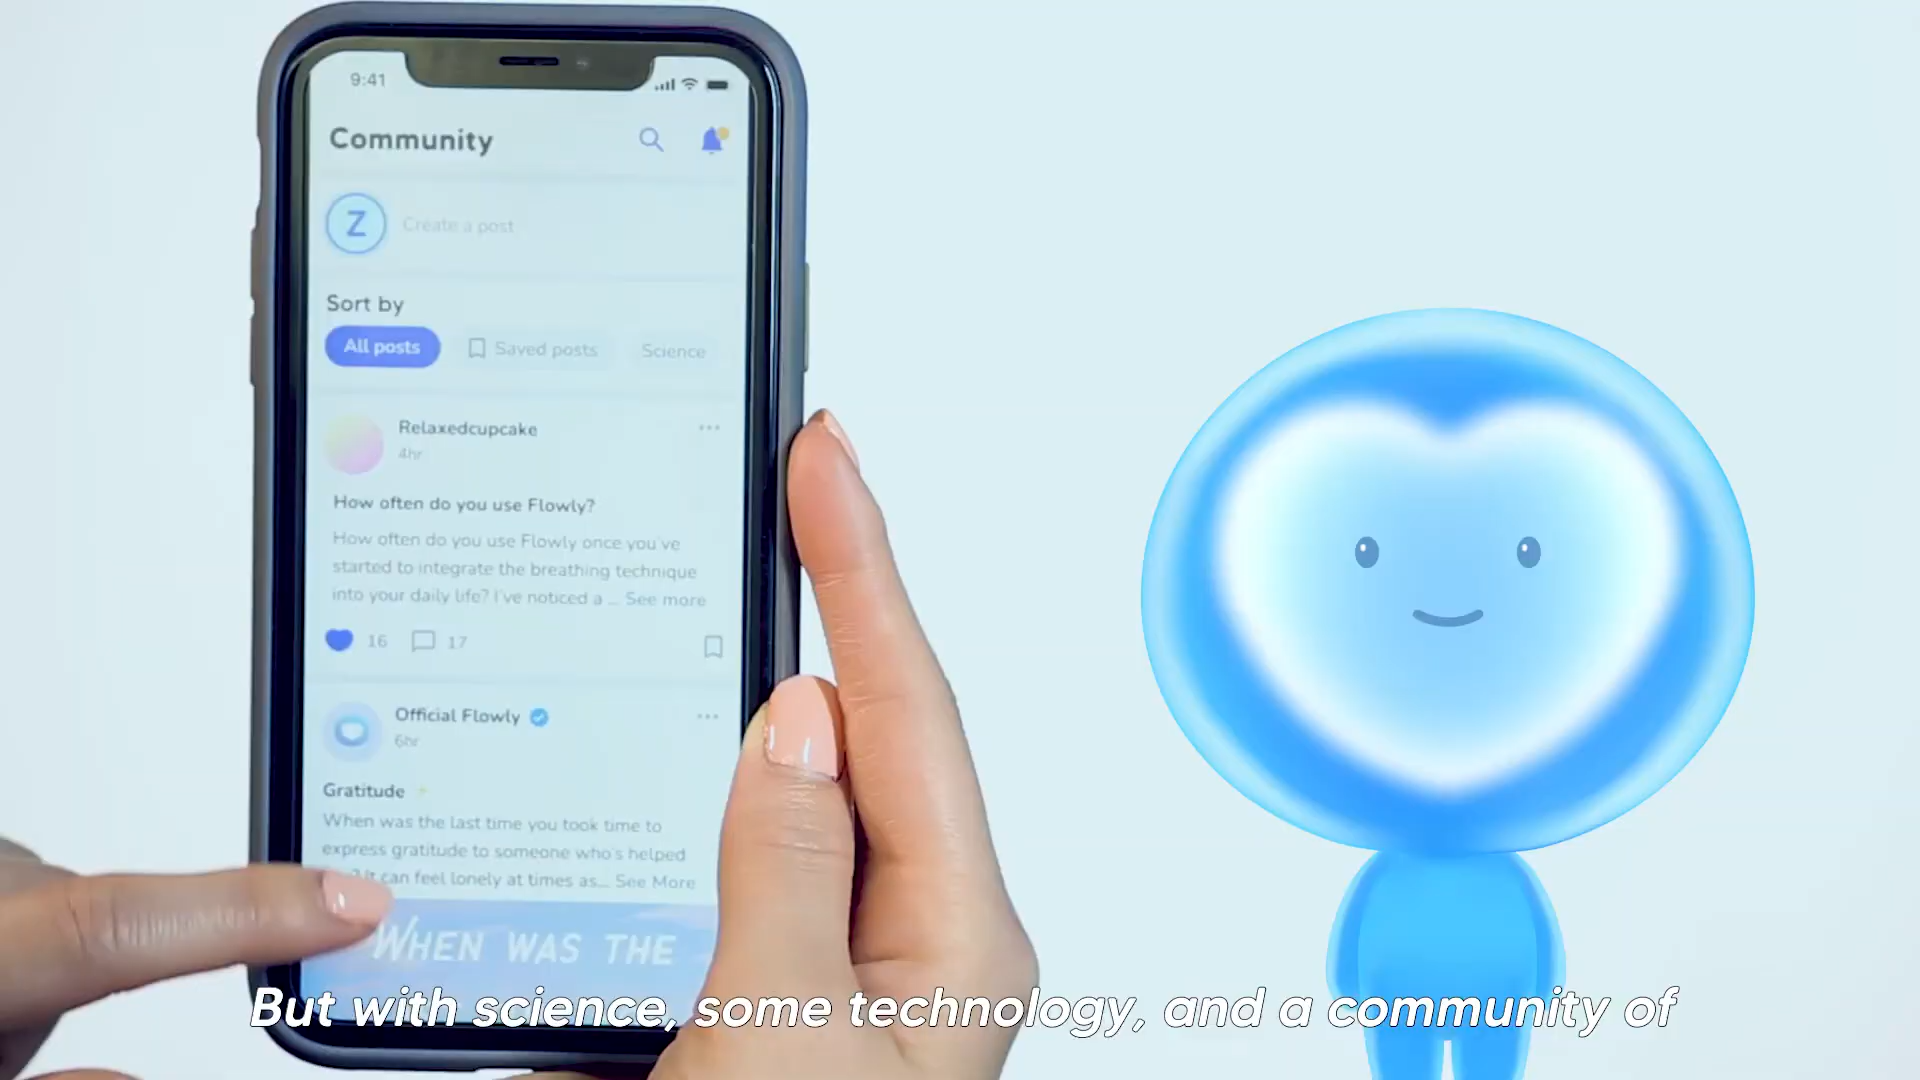 9:41
Community
Z
Create a post
Sort by
All posts
Saved posts
Science
Relaxedcupcake
4hr
How often do you use Flowly?
How often do you use Flowly once you've
started to integrate the breathing technique
into your daily life? I've noticed a ... See more
16
17
Official Flowly
6hr
Gratitude
When was the last time you took time to
express gratitude to someone who's helped
? It can feel lonely at times as... See More
WHEN WAS THE
But with science, some technology, and a community of